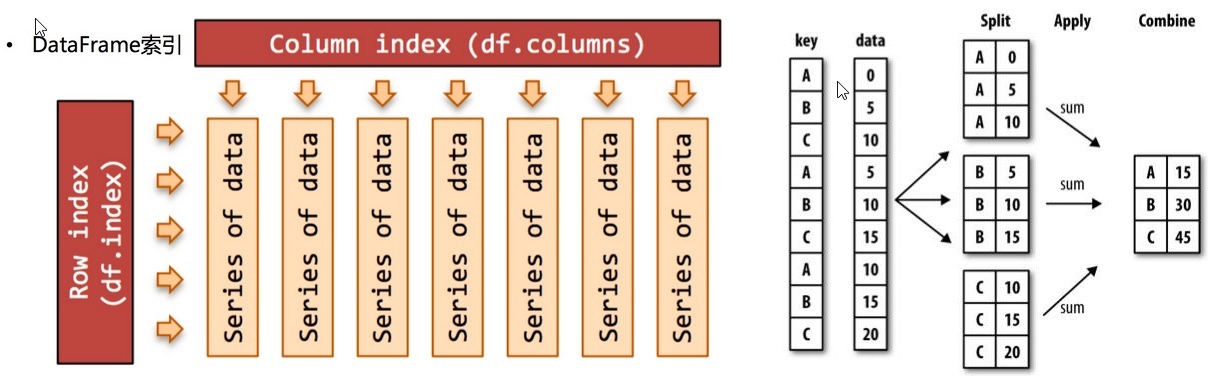 • DataFrame索引
Column index (df.columns)
Row index
(df.index)
Series of data
Series of data
Series of data
Series of data
Series of data
Series of data
Series of data
key data
A 0
B 5
C 10
A 5
B 10
C 15
A 10
B 15
C 20
Split Apply Combine
A 0
A 5
A 10
B 5
B 10
B 15
C 10
C 15
C 20
sum
sum
sum
A 15
B 30
C 45